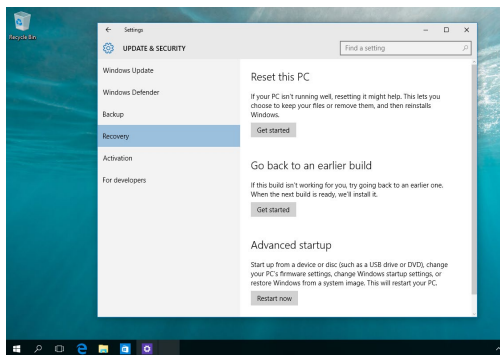 Recycle Bin
Settings
UPDATE & SECURITY
Find a setting
Windows Update
Windows Defender
Backup
Recovery
Activation
For developers
Reset this PC
If your PC isn't running well, resetting it might help. This lets you
choose to keep your files or remove them, and then reinstalls
Windows.
Get started
Go back to an earlier build
If this build isn't working for you, try going back to an earlier one.
When the next build is ready, we'll install it.
Get started
Advanced startup
Start up from a device or disc (such as a USB drive or DVD), change
your PC's firmware settings, change Windows startup settings, or
restore Windows from a system image. This will restart your PC.
Restart now